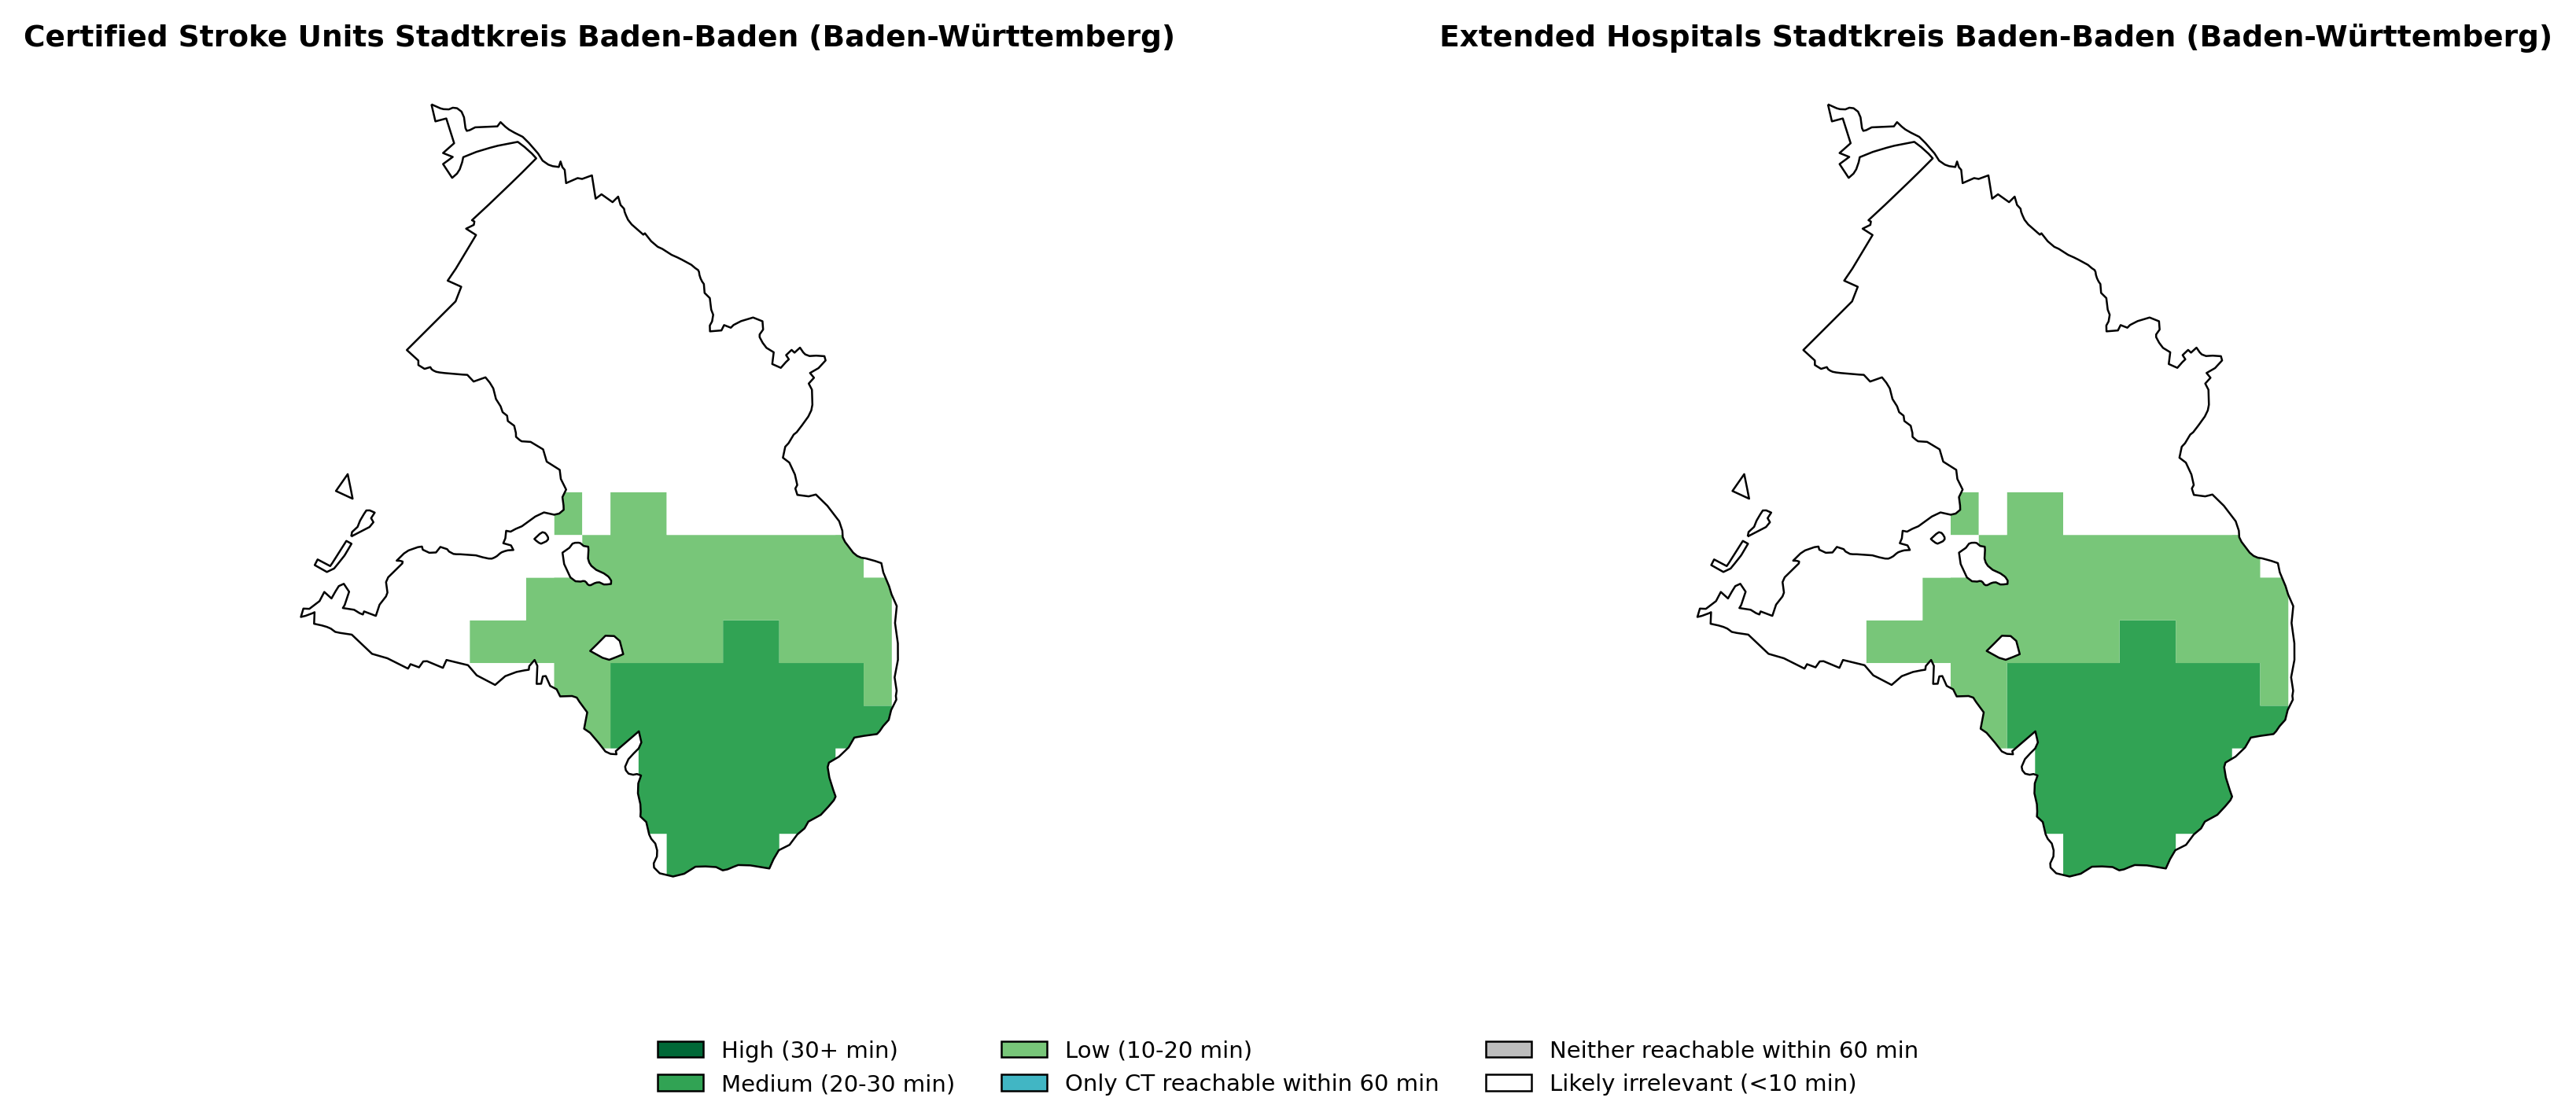 Certified Stroke Units Stadtkreis Baden-Baden (Baden-Württemberg)
Extended Hospitals Stadtkreis Baden-Baden (Baden-Württemberg)
High (30+ min)
Medium (20-30 min)
Low (10-20 min)
Only CT reachable within 60 min
Neither reachable within 60 min
Likely irrelevant (<10 min)